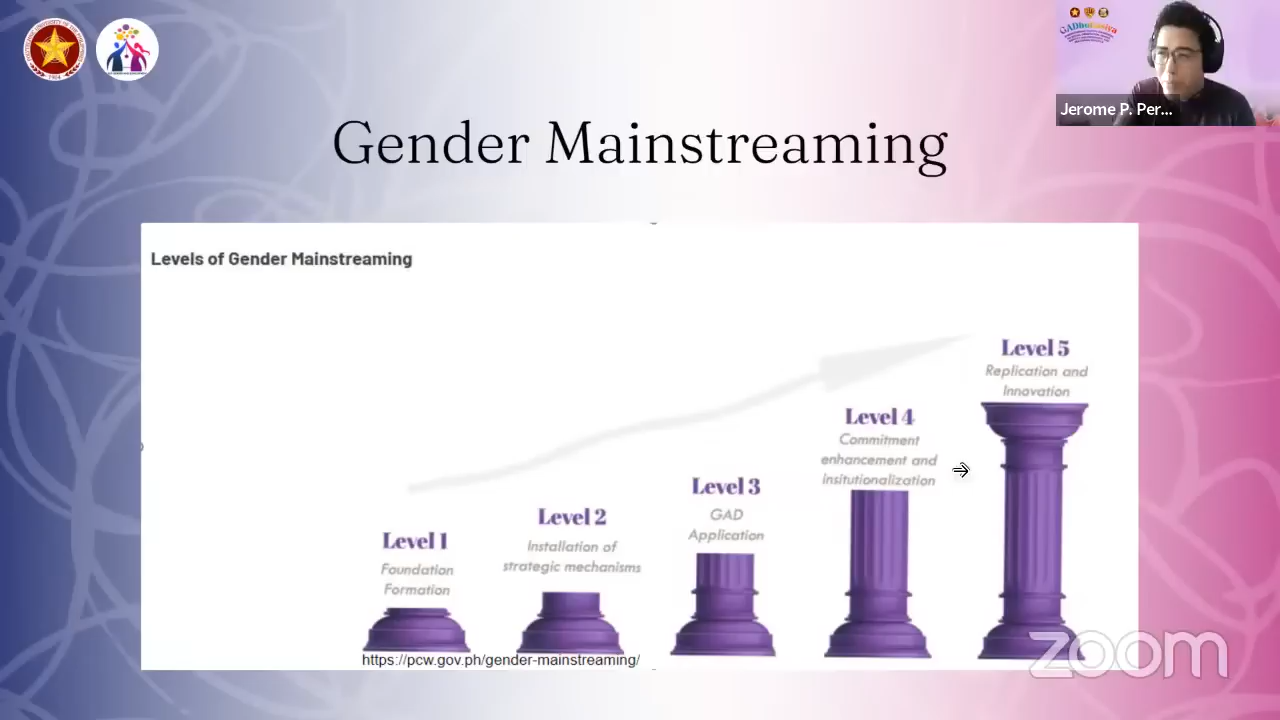 GADbutasiya
Jerome P. Per...
Gender Mainstreaming
Levels of Gender Mainstreaming
Level 1
Foundation
Formation
Level 2
Installation of
strategic mechanisms
Level 3
GAD
Application
Level 4
Commitment
enhancement and
insitutionalization
Level 5
Replication and
Innovation
https://pcw.gov.ph/gender-mainstreaming/
zoom